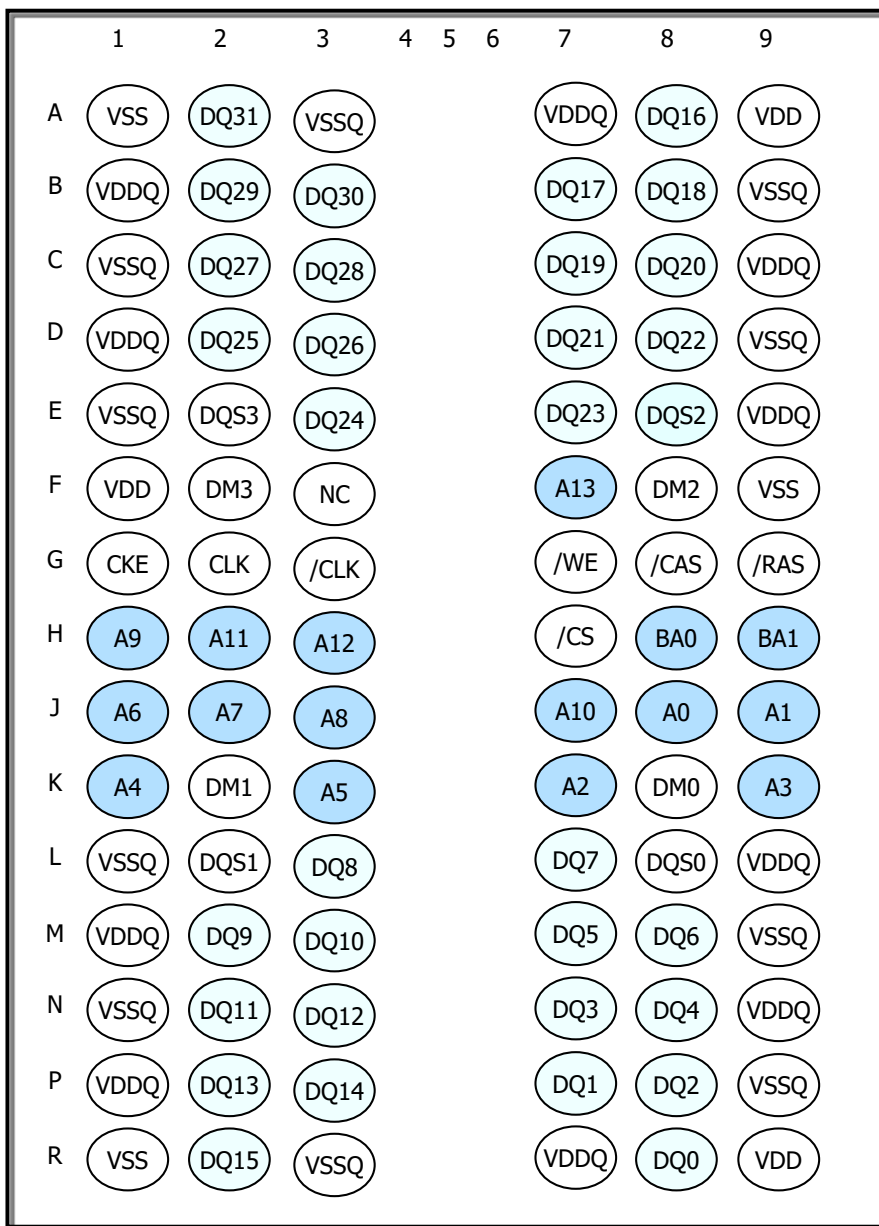 1 2 3 4 5 6 7 8 9
A VSS DQ31 VSSQ VDDQ DQ16 VDD
B VDDQ DQ29 DQ30 DQ17 DQ18 VSSQ
C VSSQ DQ27 DQ28 DQ19 DQ20 VDDQ
D VDDQ DQ25 DQ26 DQ21 DQ22 VSSQ
E VSSQ DQS3 DQ24 DQ23 DQS2 VDDQ
F VDD DM3 NC A13 DM2 VSS
G CKE CLK /CLK /WE /CAS /RAS
H A9 A11 A12 /CS BA0 BA1
J A6 A7 A8 A10 A0 A1
K A4 DM1 A5 A2 DM0 A3
L VSSQ DQS1 DQ8 DQ7 DQS0 VDDQ
M VDDQ DQ9 DQ10 DQ5 DQ6 VSSQ
N VSSQ DQ11 DQ12 DQ3 DQ4 VDDQ
P VDDQ DQ13 DQ14 DQ1 DQ2 VSSQ
R VSS DQ15 VSSQ VDDQ DQ0 VDD